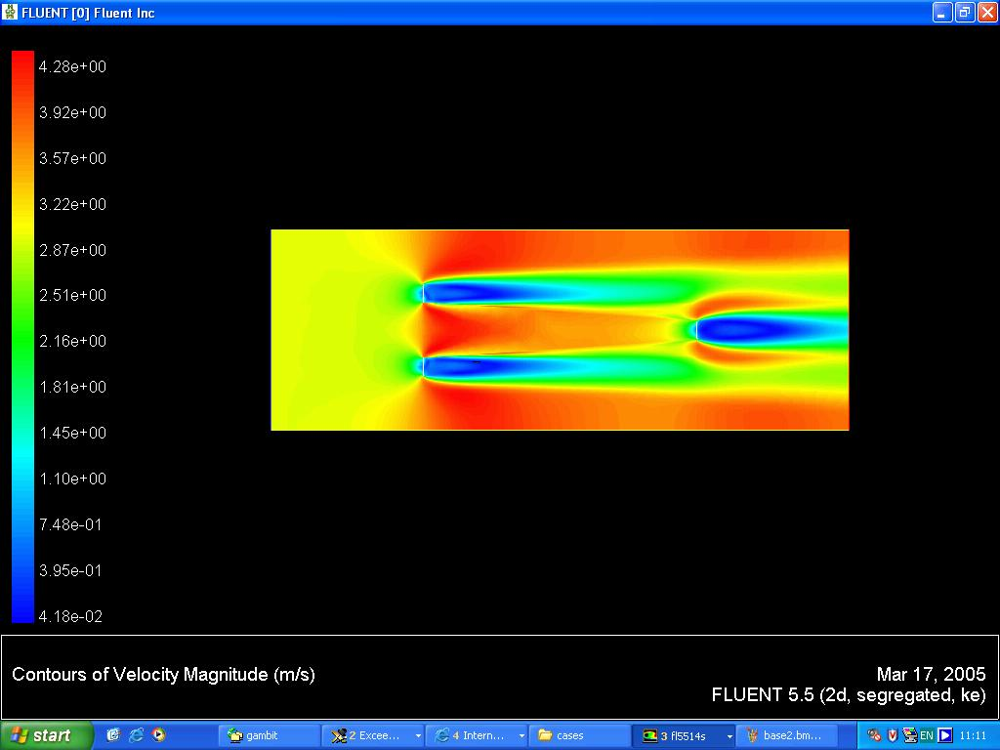 FLUENT [0] Fluent Inc
4.28e+00
3.92e+00
3.57e+00
3.22e+00
2.87e+00
2.51e+00
2.16e+00
1.81e+00
1.45e+00
1.10e+00
7.48e-01
3.95e-01
4.18e-02
Contours of Velocity Magnitude (m/s)
Mar 17, 2005
FLUENT 5.5 (2d, segregated, ke)
start
gambit
2 Excee...
4 Intern...
cases
3 fl5514s
base2.bm...
EN
11:11